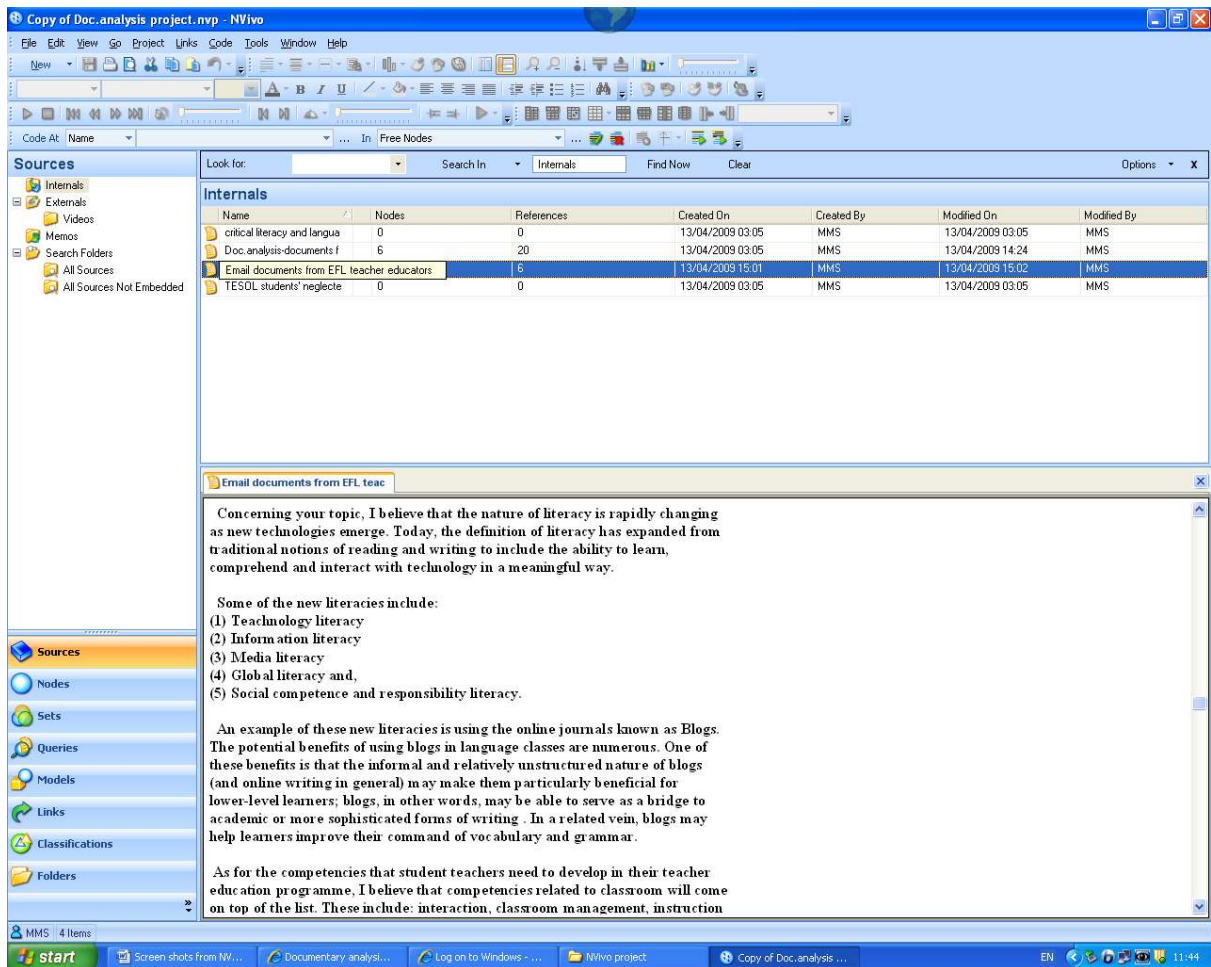 Copy of Doc.analysis project.nvp - NVivo
File Edit View Go Project Links Code Tools Window Help
New
A B I U
Code At Name ... In Free Nodes ...
Sources
Internals
Externals
Videos
Memos
Search Folders
All Sources
All Sources Not Embedded
Look for: Search In Internals Find Now Clear Options x
Internals
Name Nodes References Created On Created By Modified On Modified By
critical literacy and langua 0 0 13/04/2009 03:05 MMS 13/04/2009 03:05 MMS
Doc.analysis-documents f 6 20 13/04/2009 03:05 MMS 13/04/2009 14:24 MMS
Email documents from EFL teacher educators 6 13/04/2009 15:01 MMS 13/04/2009 15:02 MMS
TESOL students' neglecte 0 0 13/04/2009 03:05 MMS 13/04/2009 03:05 MMS
Email documents from EFL teac
Concerning your topic, I believe that the nature of literacy is rapidly changing
as new technologies emerge. Today, the definition of literacy has expanded from
traditional notions of reading and writing to include the ability to learn,
comprehend and interact with technology in a meaningful way.
Some of the new literacies include:
(1) Teachnology literacy
(2) Information literacy
(3) Media literacy
(4) Global literacy and,
(5) Social competence and responsibility literacy.
An example of these new literacies is using the online journals known as Blogs.
The potential benefits of using blogs in language classes are numerous. One of
these benefits is that the informal and relatively unstructured nature of blogs
(and online writing in general) may make them particularly beneficial for
lower-level learners; blogs, in other words, may be able to serve as a bridge to
academic or more sophisticated forms of writing . In a related vein, blogs may
help learners improve their command of vocabulary and grammar.
As for the competencies that student teachers need to develop in their teacher
education programme, I believe that competencies related to classroom will come
on top of the list. These include: interaction, classroom management, instruction
Sources
Nodes
Sets
Queries
Models
Links
Classifications
Folders
»
MMS 4 Items
start Screen shots from NV... Documentary analysi... Log on to Windows - ... NVivo project Copy of Doc.analysis ... EN 11:44